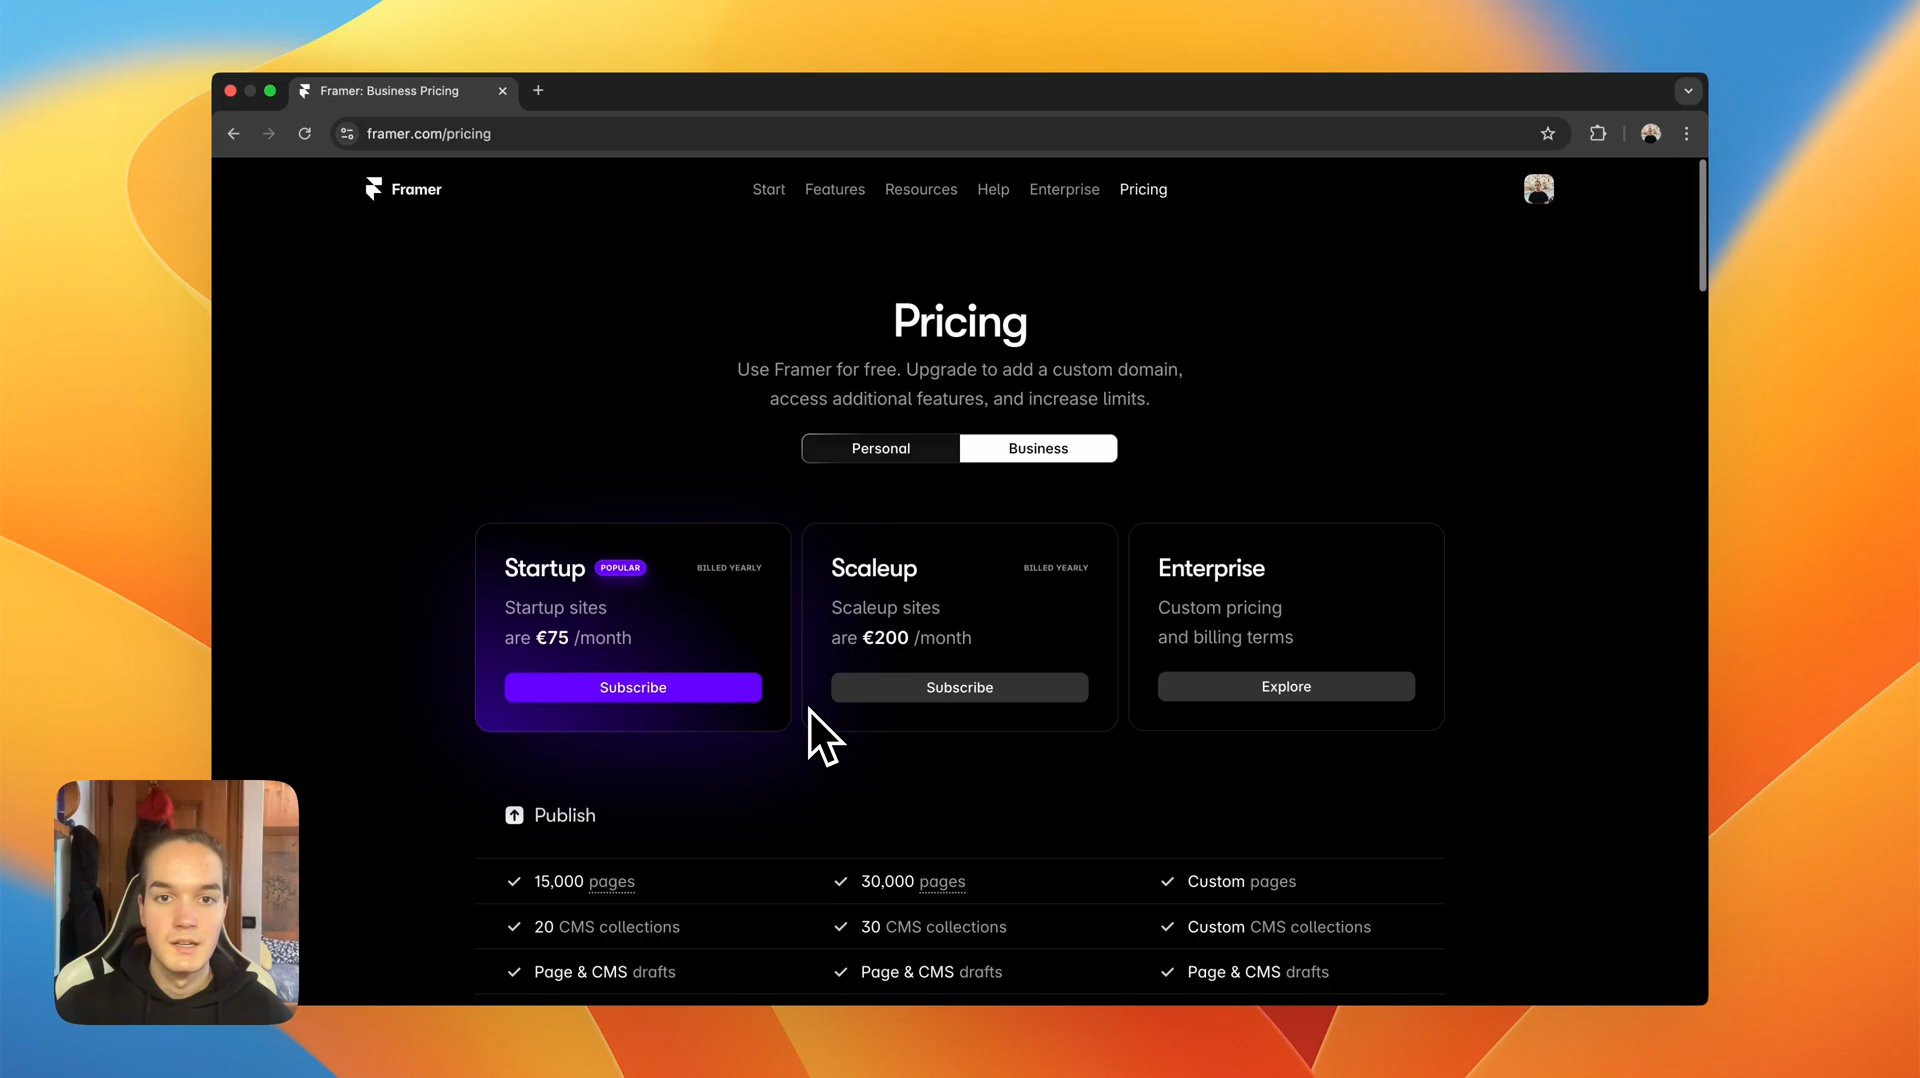 Framer: Business Pricing
framer.com/pricing
Framer
Start Features Resources Help Enterprise Pricing
Pricing
Use Framer for free. Upgrade to add a custom domain,
access additional features, and increase limits.
Personal Business
Startup POPULAR BILLED YEARLY
Startup sites
are €75 /month
Subscribe
Scaleup BILLED YEARLY
Scaleup sites
are €200 /month
Subscribe
Enterprise
Custom pricing
and billing terms
Explore
Publish
15,000 pages 30,000 pages Custom pages
20 CMS collections 30 CMS collections Custom CMS collections
Page & CMS drafts Page & CMS drafts Page & CMS drafts